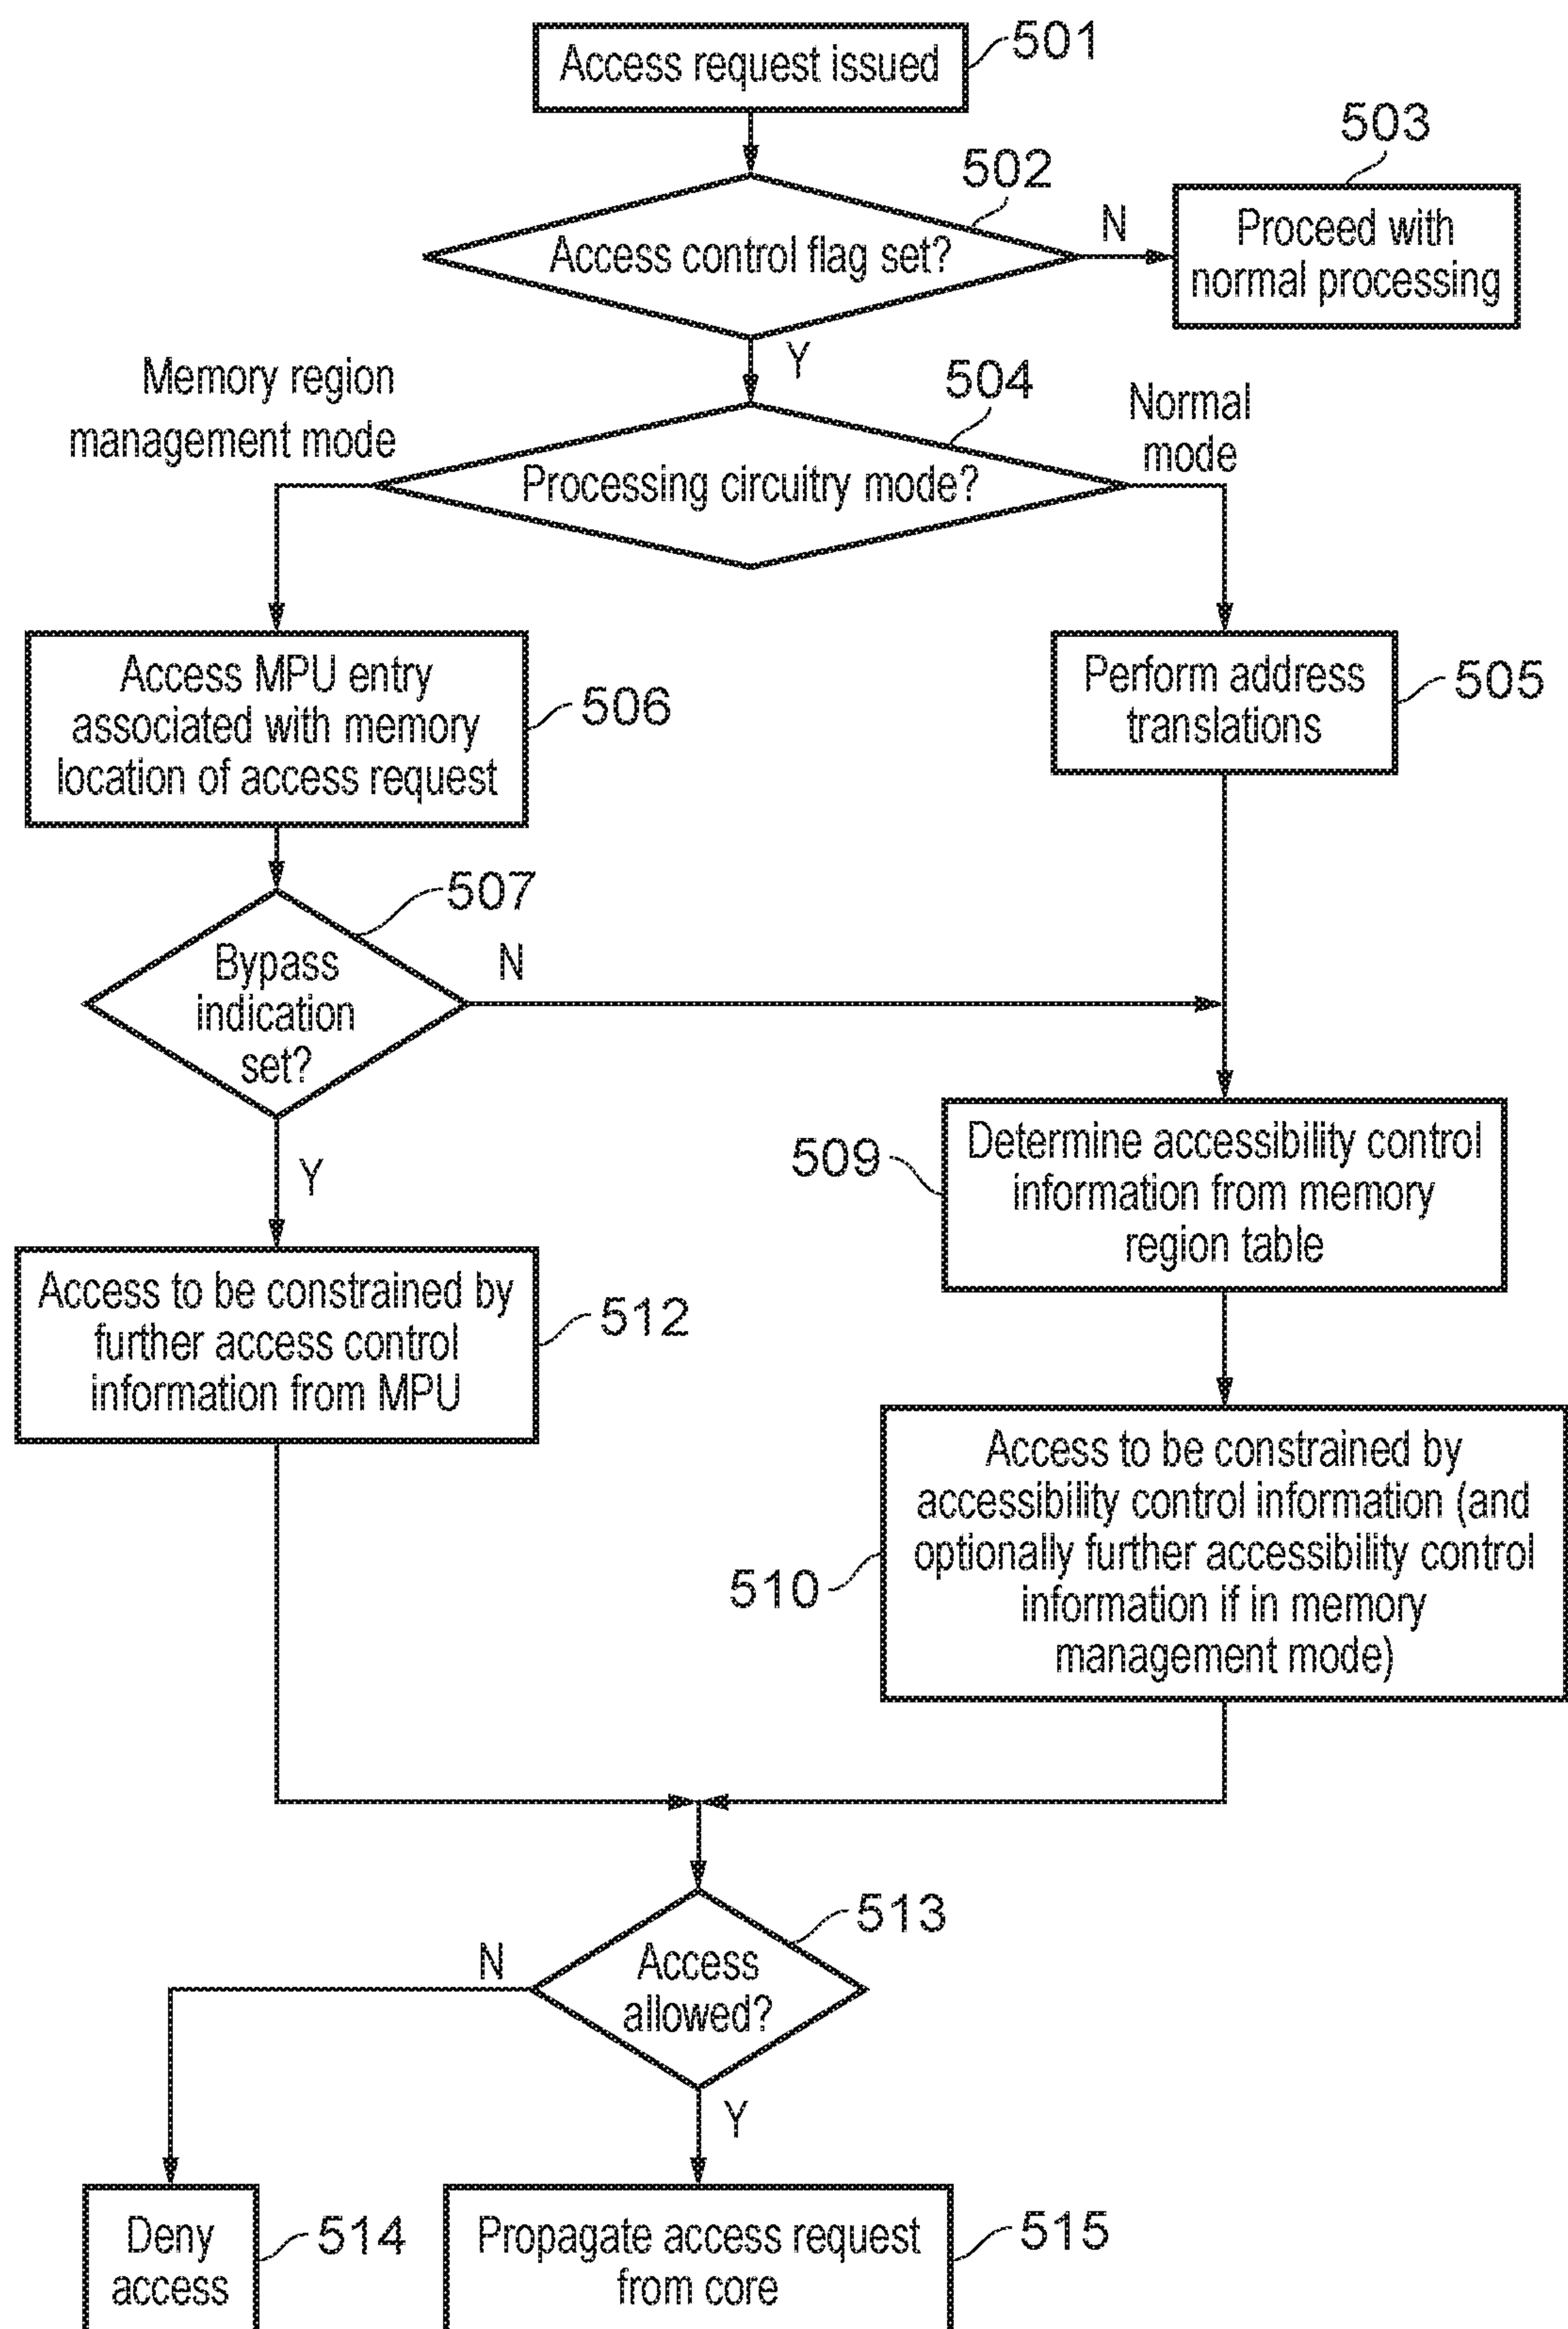 Access request issued
501
502
503
Access control flag set?
N
Proceed with
normal processing
Y
Memory region
management mode
504
Normal
mode
Processing circuitry mode?
Access MPU entry
associated with memory
location of access request
506
Perform address
translations
505
507
Bypass
indication
set?
N
Y
509
Determine accessibility control
information from memory
region table
Access to be constrained by
further access control
information from MPU
512
Access to be constrained by
accessibility control information (and
optionally further accessibility control
information if in memory
management mode)
510
513
Access
allowed?
N
Y
Deny
access
514
Propagate access request
from core
515